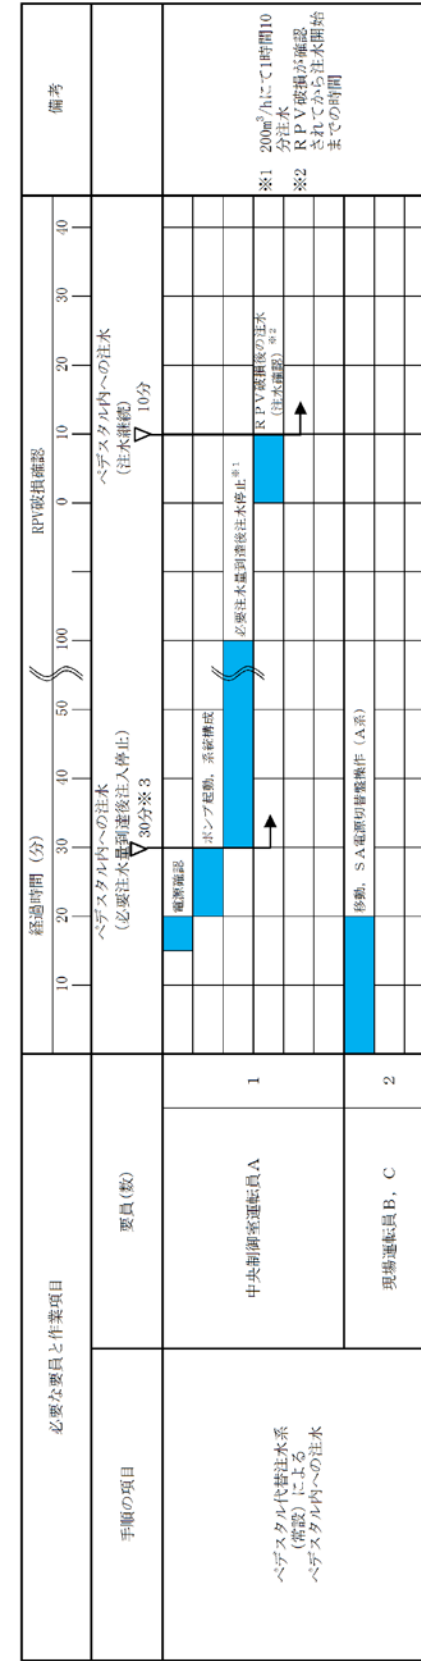 必要な要員と作業項目
経過時間（分）
備考
10 20 30 40 50 100
RPV破損確認
0 10 20 30 40
手順の項目
要員(数)
ペデスタル内への注水
（必要注水量到達後注入停止）
30分※3
ペデスタル内への注水
（注水継続）
10分
ペデスタル代替注水系
（常設）による
ペデスタル内への注水
中央制御室運転員A
1
電源確認
ポンプ起動，系統構成
必要注水量到達後注水停止※1
RPV破損後の注水
（注水確認）※2
現場運転員B，C
2
移動，SA電源切替盤操作（A系）
※1 200m³/hにて1時間10
分注水
※2 RPV破損が確認
されてから注水開始
までの時間